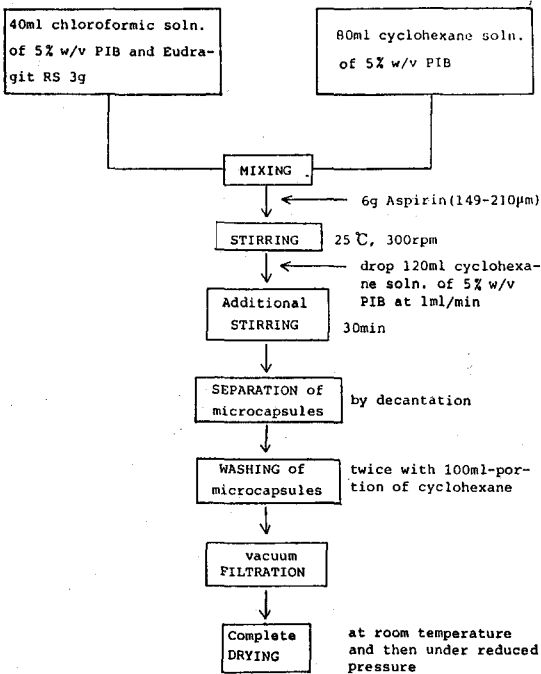 40ml chloroformic soln.
of 5% w/v PIB and Eudra-
git RS 3g
80ml cyclohexane soln.
of 5% w/v PIB
MIXING
6g Aspirin(149-210μm)
STIRRING
25℃, 300rpm
drop 120ml cyclohexa-
ne soln. of 5% w/v
PIB at 1ml/min
Additional
STIRRING
30min
SEPARATION of
microcapsules
by decantation
WASHING of
microcapsules
twice with 100ml-por-
tion of cyclohexane
vacuum
FILTRATION
Complete
DRYING
at room temperature
and then under reduced
pressure